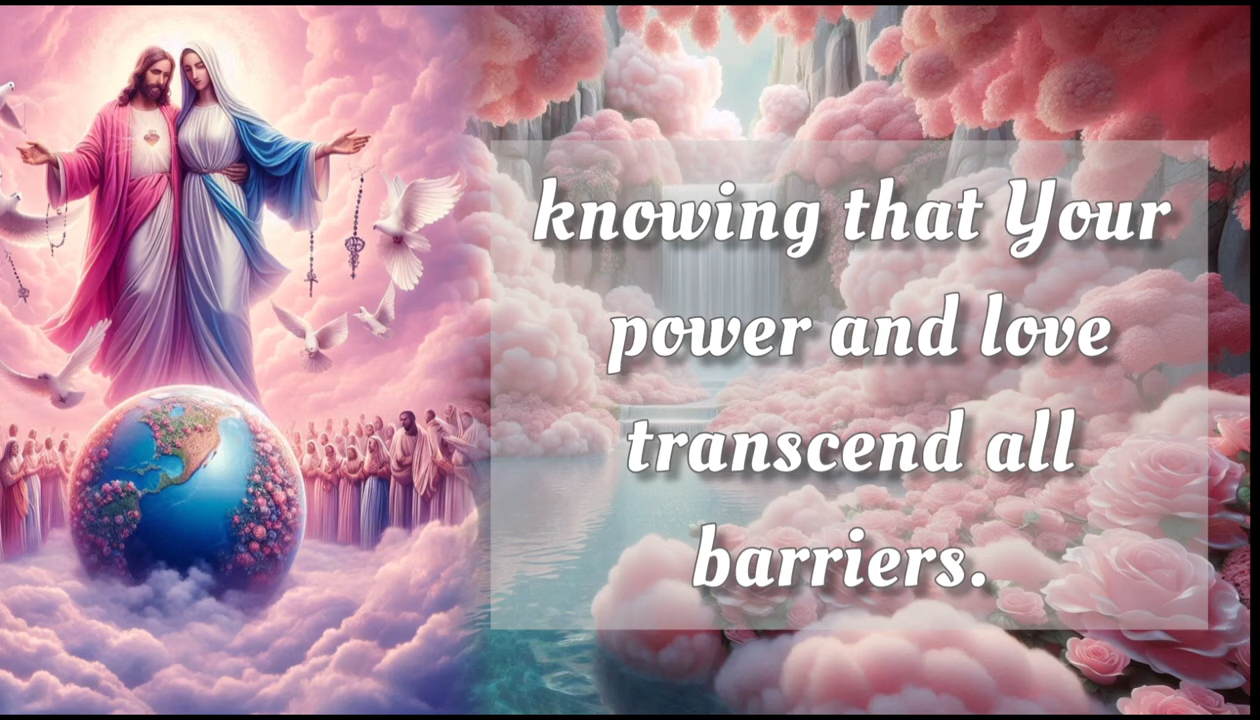 knowing that Your
power and love
transcend all
barriers.